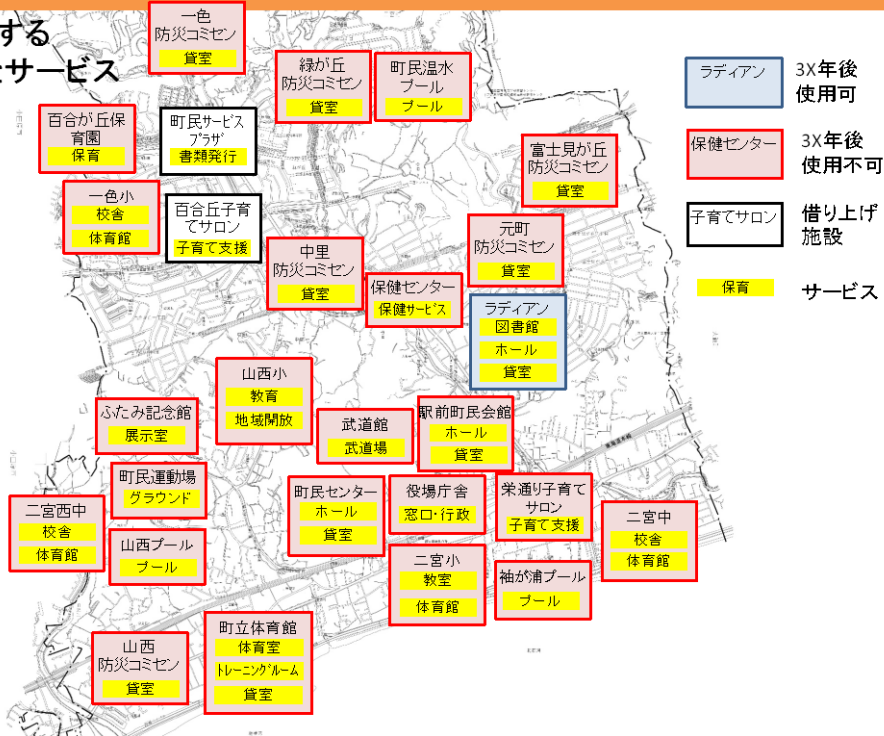 する
サービス
一色
防災コミセン
貸室
緑が丘
防災コミセン
貸室
町民温水
プール
プール
ラディアン
3X年後
使用可
百合が丘保
育園
保育
町民サービス
プラザ
書類発行
富士見が丘
防災コミセン
貸室
保健センター
3X年後
使用不可
一色小
校舎
体育館
百合丘子育
てサロン
子育て支援
中里
防災コミセン
貸室
元町
防災コミセン
貸室
子育てサロン
借り上げ
施設
保健センター
保健サービス
ラディアン
図書館
ホール
貸室
保育
サービス
山西小
教育
地域開放
ふたみ記念館
展示室
武道館
武道場
駅前町民会館
ホール
貸室
町民運動場
グラウンド
町民センター
ホール
貸室
役場庁舎
窓口・行政
栄通り子育て
サロン
子育て支援
二宮西中
校舎
体育館
山西プール
プール
二宮小
教室
体育館
袖が浦プール
プール
二宮中
校舎
体育館
山西
防災コミセン
貸室
町立体育館
体育室
トレーニングルーム
貸室